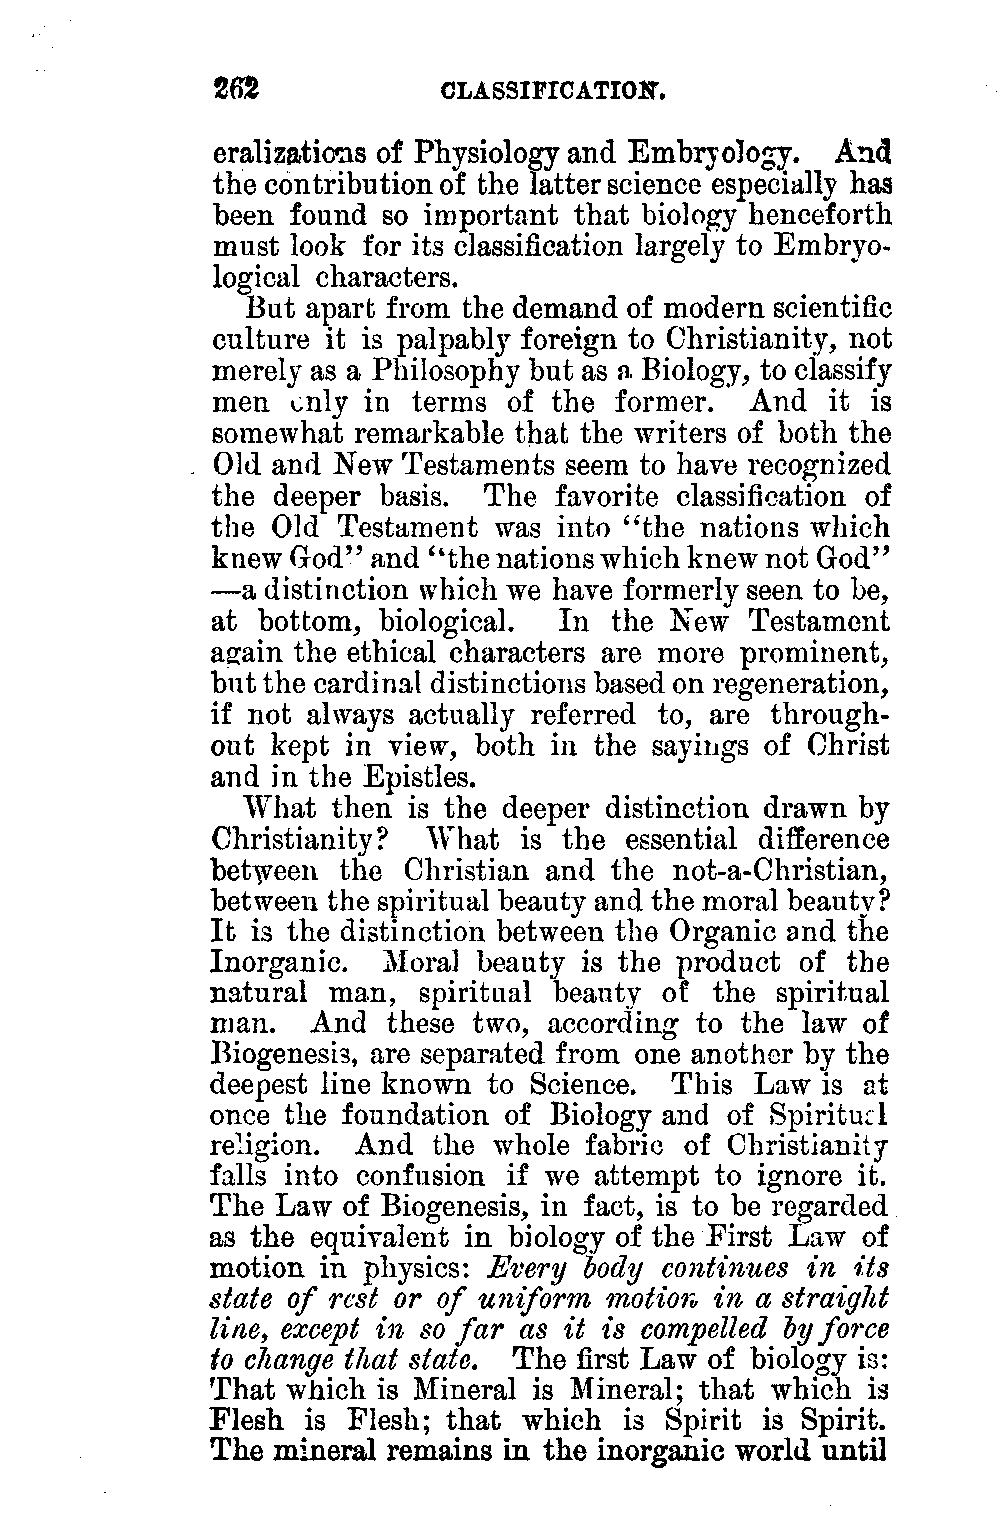 262 CLASSIFICATION.
eralizations of Physiology and Embryology. And
the contribution of the latter science especially has
been found so important that biology henceforth
must look for its classification largely to Embryo-
logical characters.
But apart from the demand of modern scientific
culture it is palpably foreign to Christianity, not
merely as a Philosophy but as a Biology, to classify
men only in terms of the former. And it is
somewhat remarkable that the writers of both the
Old and New Testaments seem to have recognized
the deeper basis. The favorite classification of
the Old Testament was into "the nations which
knew God" and "the nations which knew not God"
—a distinction which we have formerly seen to be,
at bottom, biological. In the New Testament
again the ethical characters are more prominent,
but the cardinal distinctions based on regeneration,
if not always actually referred to, are through-
out kept in view, both in the sayings of Christ
and in the Epistles.
What then is the deeper distinction drawn by
Christianity? What is the essential difference
between the Christian and the not-a-Christian,
between the spiritual beauty and the moral beauty?
It is the distinction between the Organic and the
Inorganic. Moral beauty is the product of the
natural man, spiritual beauty of the spiritual
man. And these two, according to the law of
Biogenesis, are separated from one another by the
deepest line known to Science. This Law is at
once the foundation of Biology and of Spiritual
religion. And the whole fabric of Christianity
falls into confusion if we attempt to ignore it.
The Law of Biogenesis, in fact, is to be regarded
as the equivalent in biology of the First Law of
motion in physics: Every body continues in its
state of rest or of uniform motion in a straight
line, except in so far as it is compelled by force
to change that state. The first Law of biology is:
That which is Mineral is Mineral; that which is
Flesh is Flesh; that which is Spirit is Spirit.
The mineral remains in the inorganic world until